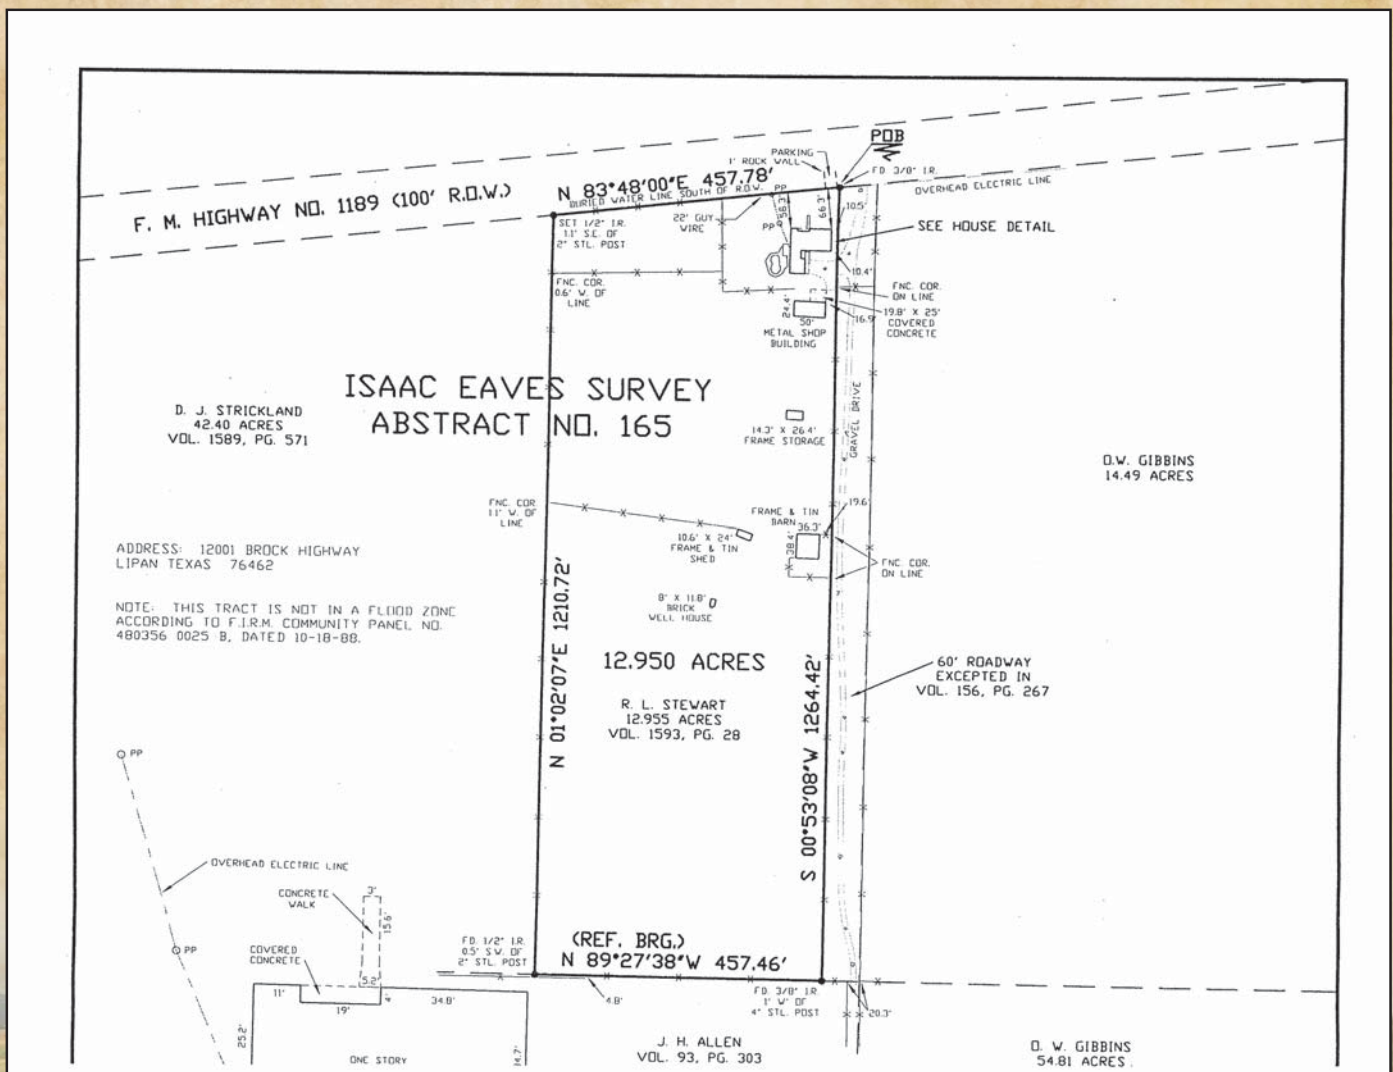 POB
PARKING
1' ROCK WALL
FD 3/8" I.R.
OVERHEAD ELECTRIC LINE
F. M. HIGHWAY NO. 1189 (100' R.O.W.)
N 83°48'00"E 457.78'
BURIED WATER LINE SOUTH OF R.O.W.
PP
SET 1/2" I.R.
1.1' S.E. OF
2" STL. POST
22' GUY
WIRE
PP
56.3'
66.3'
10.5'
SEE HOUSE DETAIL
10.4'
FNC. COR.
0.6' W. OF
LINE
FNC. COR.
ON LINE
19.8' X 25'
COVERED
CONCRETE
24.4'
50'
16.9'
METAL SHOP
BUILDING
ISAAC EAVES SURVEY
ABSTRACT NO. 165
D. J. STRICKLAND
42.40 ACRES
VOL. 1589, PG. 571
14.3' X 26.4'
FRAME STORAGE
GRAVEL DRIVE
O.W. GIBBINS
14.49 ACRES
FNC. COR.
1.1' W. OF
LINE
FRAME & TIN
BARN
36.3'
38.4'
19.6'
10.6' X 24'
FRAME & TIN
SHED
FNC. COR.
ON LINE
ADDRESS: 12001 BROCK HIGHWAY
LIPAN TEXAS 76462
8' X 11.8'
BRICK
WELL HOUSE
NOTE: THIS TRACT IS NOT IN A FLOOD ZONE
ACCORDING TO F.I.R.M. COMMUNITY PANEL NO.
480356 0025 B, DATED 10-18-88.
N 01°02'07"E 1210.72'
12.950 ACRES
R. L. STEWART
12.955 ACRES
VOL. 1593, PG. 28
S 00°53'08"W 1264.42'
60' ROADWAY
EXCEPTED IN
VOL. 156, PG. 267
PP
OVERHEAD ELECTRIC LINE
CONCRETE
WALK
3'
15.6'
PP
COVERED
CONCRETE
5.2'
4'
11'
19'
34.8'
25.2'
14.7'
ONE STORY
FD. 1/2" I.R.
0.5' S.W. OF
2" STL. POST
(REF. BRG.)
N 89°27'38"W 457.46'
4.8'
FD. 3/8" I.R.
1' W. OF
4" STL. POST
20.3'
J. H. ALLEN
VOL. 93, PG. 303
O. W. GIBBINS
54.81 ACRES